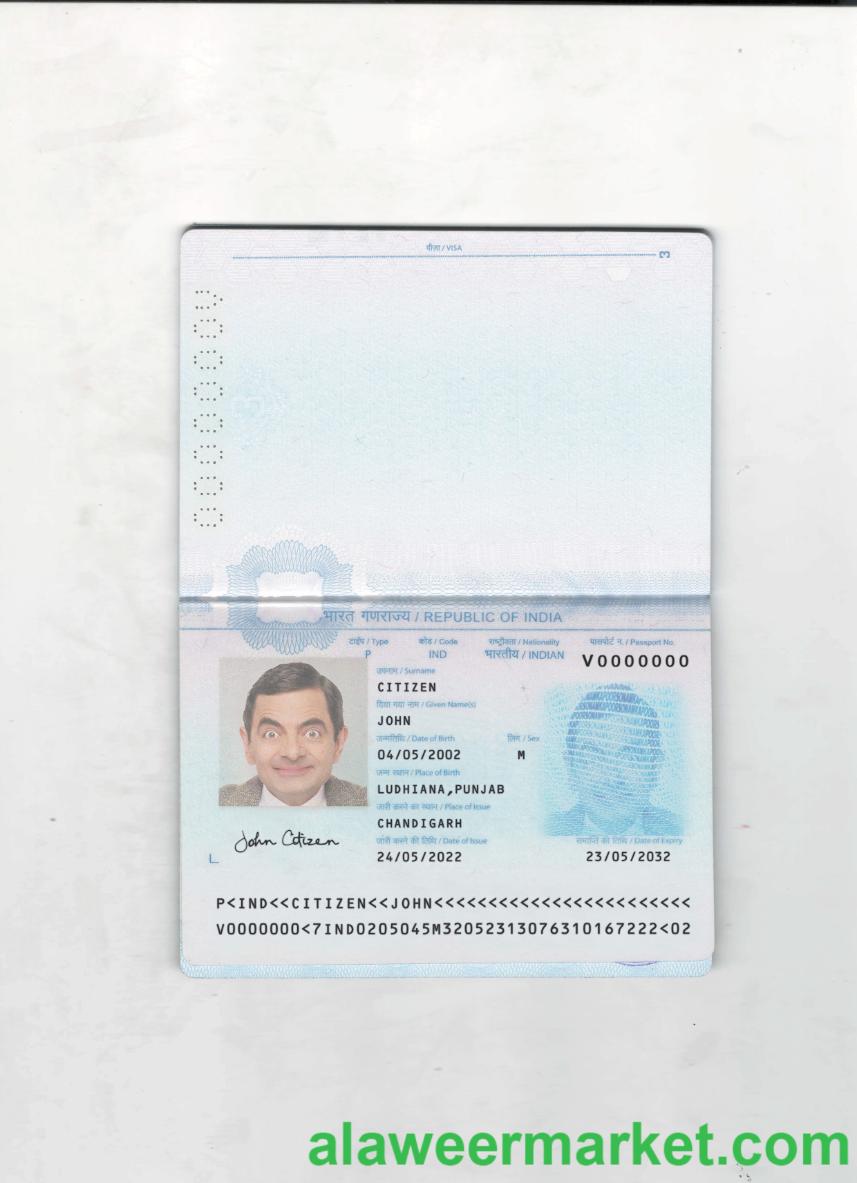 वीज़ा / VISA
3
V0000000
भारत गणराज्य / REPUBLIC OF INDIA
टाईप / Type कोड / Code राष्ट्रीयता / Nationality पासपोर्ट न. / Passport No.
P IND भारतीय / INDIAN V0000000
उपनाम / Surname
CITIZEN
दिया गया नाम / Given Name(s)
JOHN
जन्मतिथि / Date of Birth लिंग / Sex
04/05/2002 M
जन्म स्थान / Place of Birth
LUDHIANA,PUNJAB
जारी करने का स्थान / Place of Issue
CHANDIGARH
John Citizen
जारी करने की तिथि / Date of Issue समाप्ति की तिथि / Date of Expiry
24/05/2022 23/05/2032
P<IND<<CITIZEN<<JOHN<<<<<<<<<<<<<<<<<<<<<<<<
V0000000<7IND0205045M32052313076310167222<02
alaweermarket.com